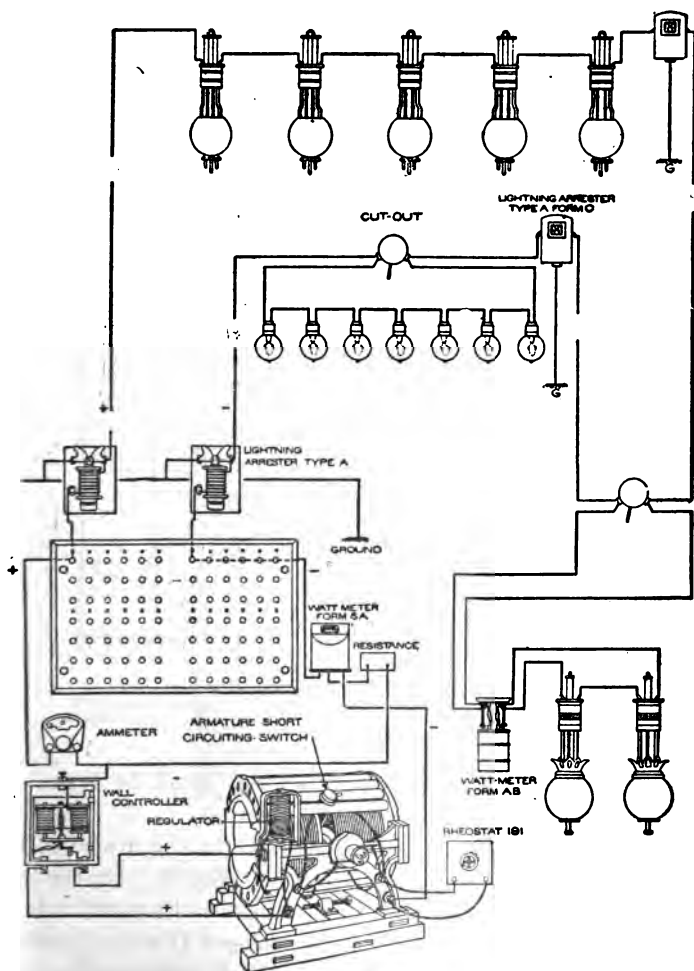 G
CUT-OUT
LIGHTNING ARRESTER
TYPE A FORM C
G
+
-
LIGHTNING
ARRESTER TYPE A
GROUND
+
-
WATT METER
FORM 5A
RESISTANCE
AMMETER
ARMATURE SHORT
CIRCUITING SWITCH
-
WALL
CONTROLLER
-
REGULATOR
WATT-METER
FORM AB
RHEOSTAT 191
+
+